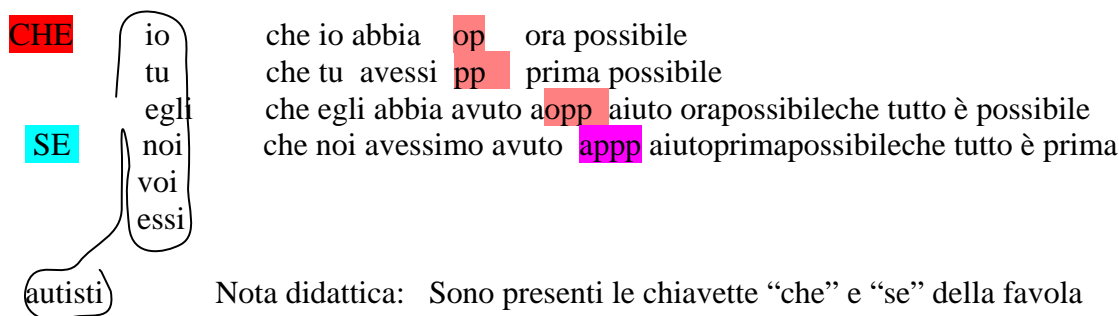 CHE io che io abbia op ora possibile
tu che tu avessi pp prima possibile
egli che egli abbia avuto aopp aiuto orapossibileche tutto è possibile
SE noi che noi avessimo avuto appp aiutoprimapossibileche tutto è prima
voi
essi
autisti Nota didattica: Sono presenti le chiavette “che” e “se” della favola